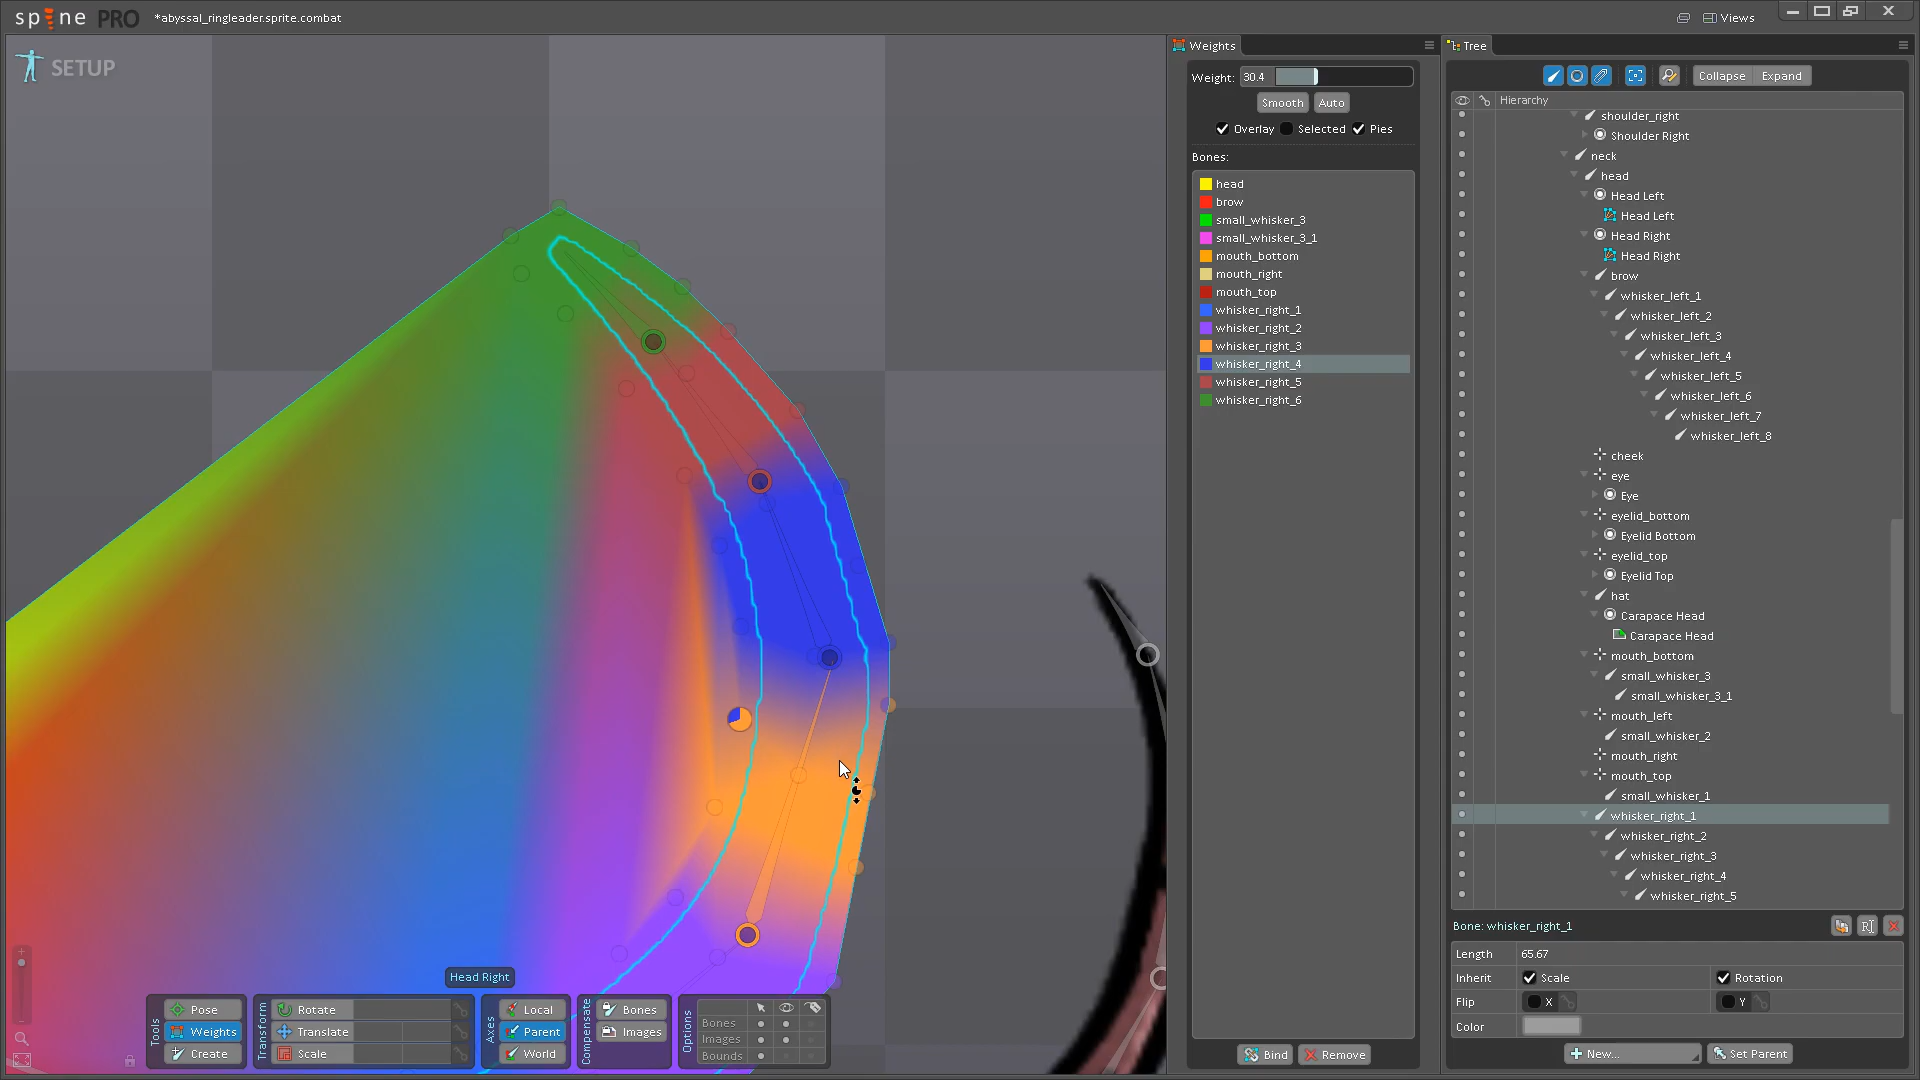 spine PRO
*abyssal_ringleader.sprite.combat
Views
SETUP
Head Right
Tools
Pose
Weights
Create
Transform
Rotate
Translate
Scale
Axes
Local
Parent
World
Compensate
Bones
Images
Options
Bones
Images
Bounds
Weights
Weight: 30.4
Smooth
Auto
Overlay
Selected
Pies
Bones:
head
brow
small_whisker_3
small_whisker_3_1
mouth_bottom
mouth_right
mouth_top
whisker_right_1
whisker_right_2
whisker_right_3
whisker_right_4
whisker_right_5
whisker_right_6
Bind
Remove
Tree
Collapse
Expand
Hierarchy
shoulder_right
Shoulder Right
neck
head
Head Left
Head Left
Head Right
Head Right
brow
whisker_left_1
whisker_left_2
whisker_left_3
whisker_left_4
whisker_left_5
whisker_left_6
whisker_left_7
whisker_left_8
cheek
eye
Eye
eyelid_bottom
Eyelid Bottom
eyelid_top
Eyelid Top
hat
Carapace Head
Carapace Head
mouth_bottom
small_whisker_3
small_whisker_3_1
mouth_left
small_whisker_2
mouth_right
mouth_top
small_whisker_1
whisker_right_1
whisker_right_2
whisker_right_3
whisker_right_4
whisker_right_5
Bone: whisker_right_1
Length 65.67
Inherit Scale Rotation
Flip X Y
Color
New...
Set Parent